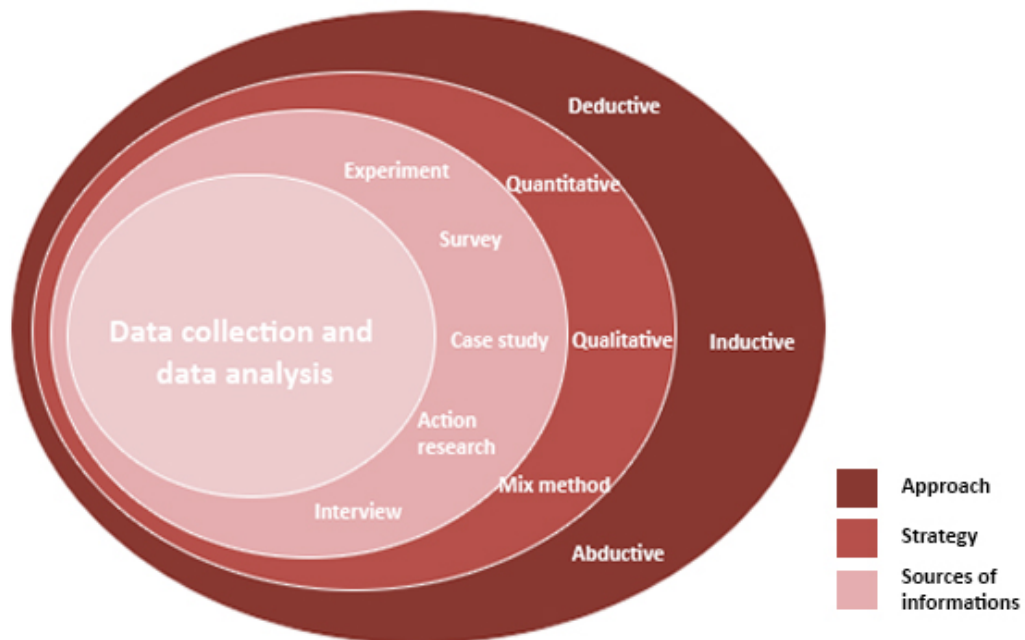 Deductive
Experiment
Quantitative
Survey
Data collection and
data analysis
Case study
Qualitative
Inductive
Action
research
Mix method
Interview
Abductive
Approach
Strategy
Sources of
informations